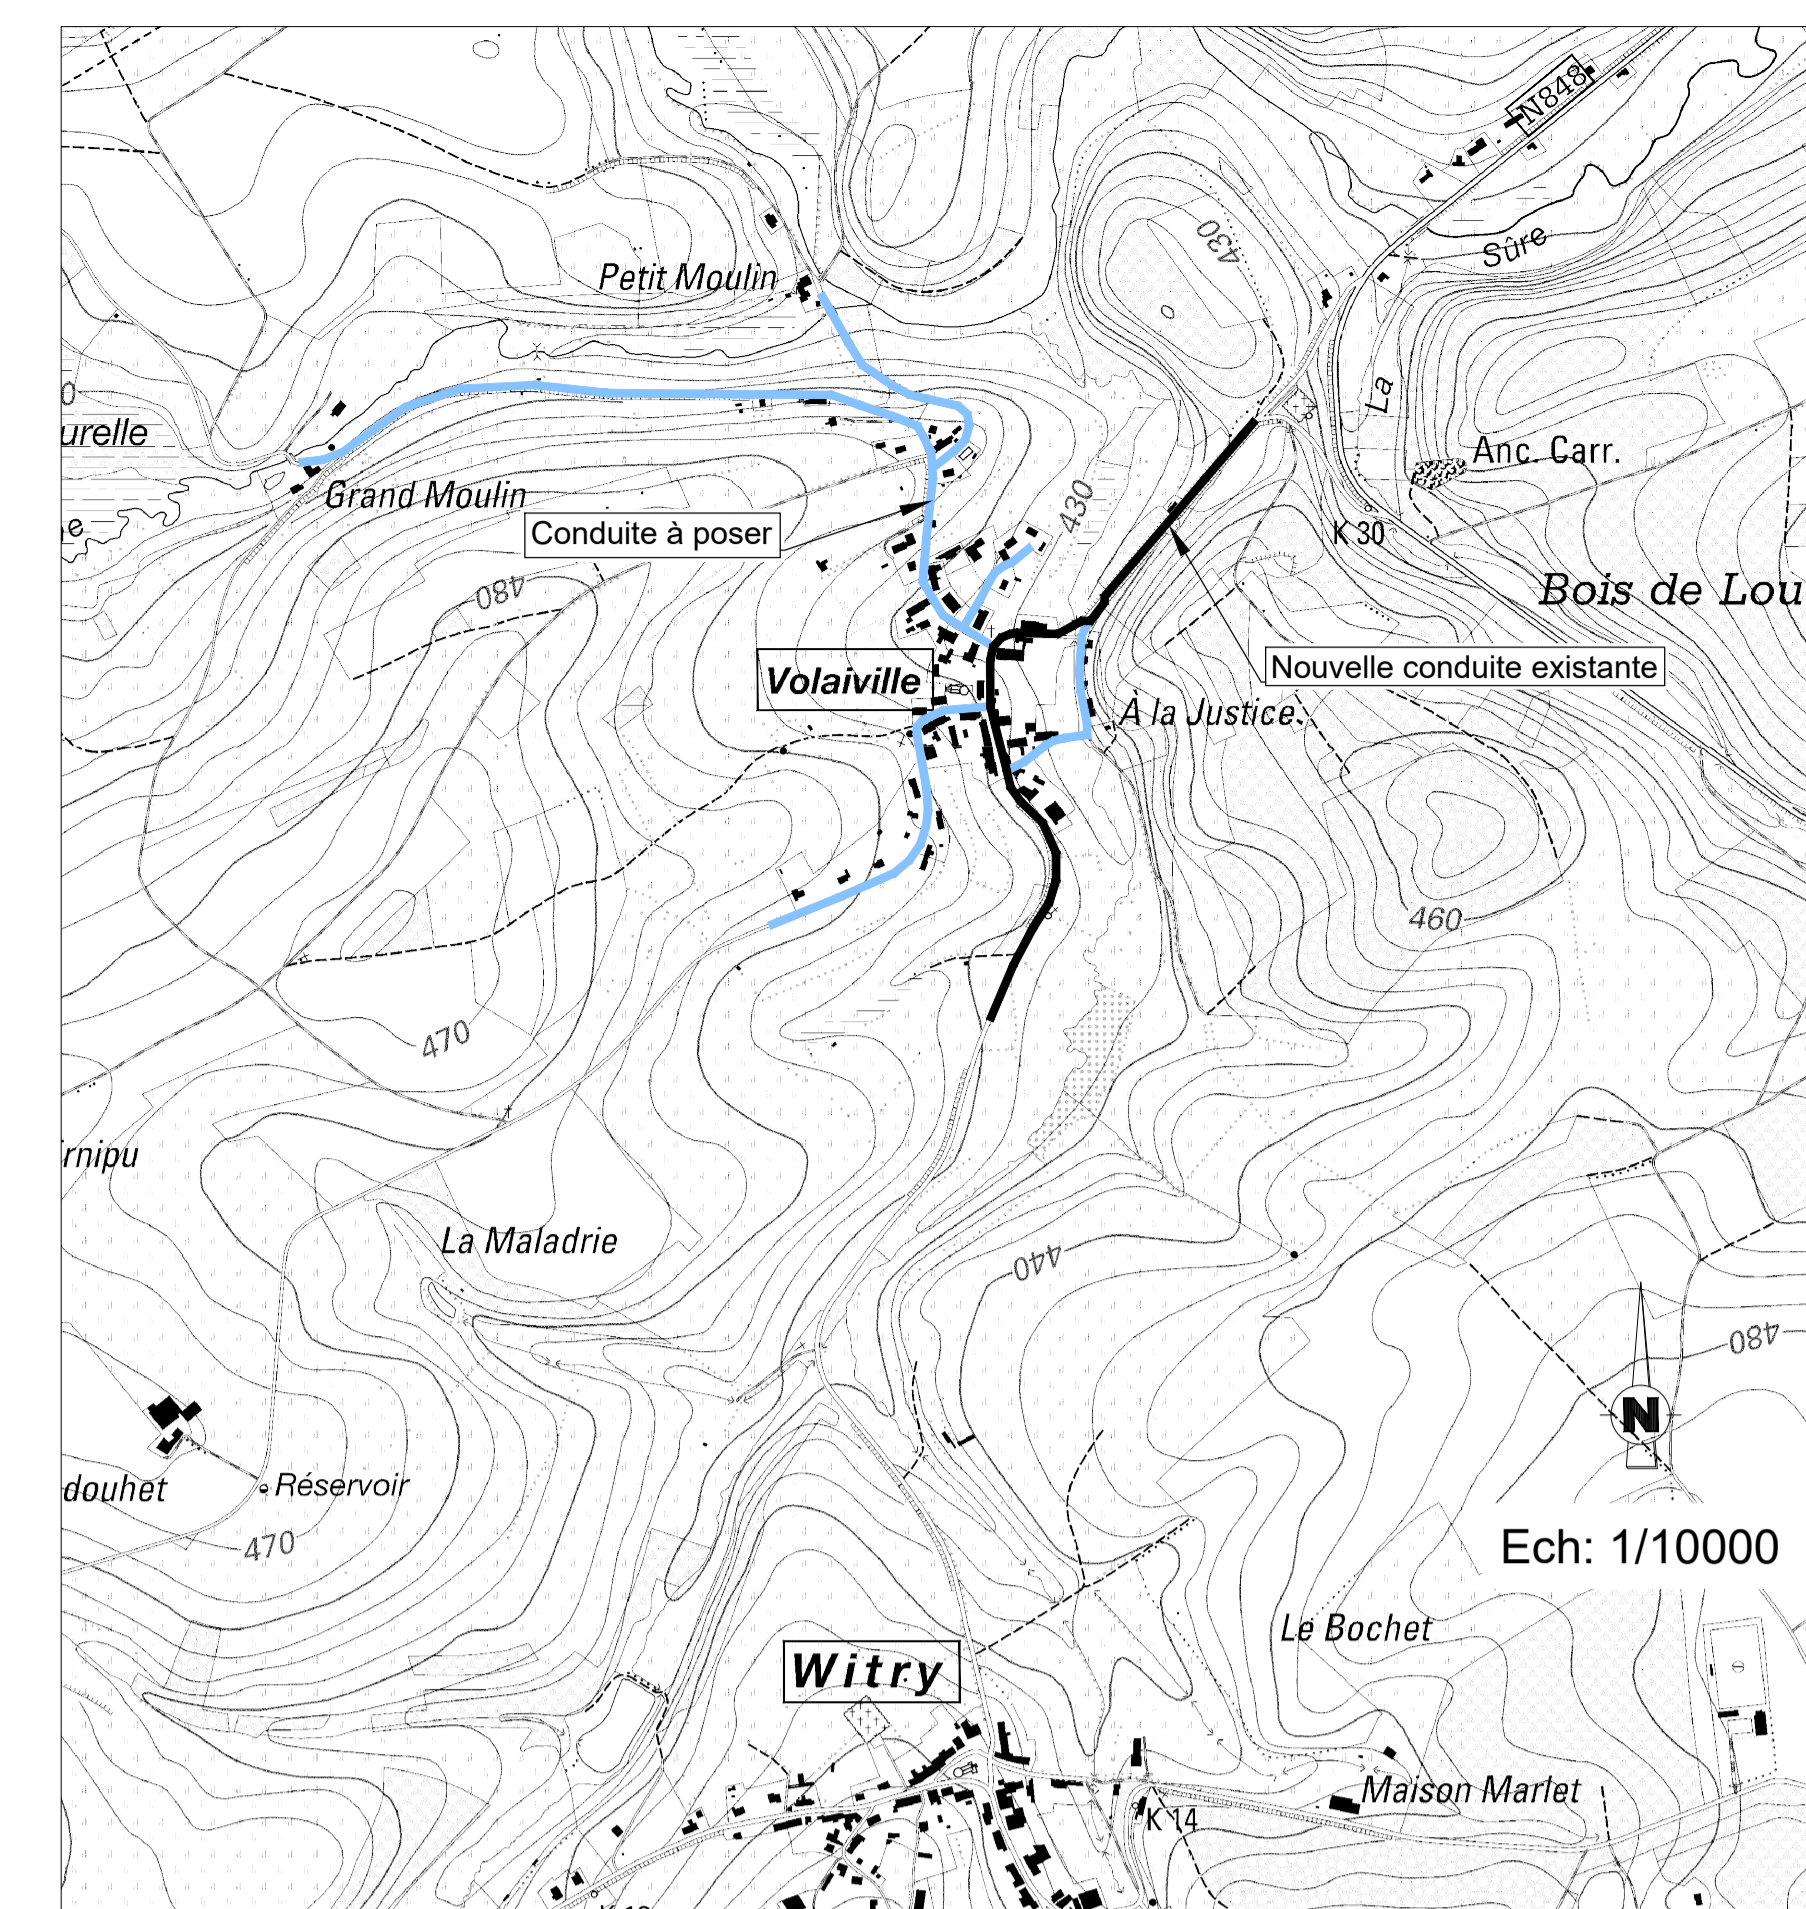 N848
430
Sûre
Petit Moulin
La
urelle
Anc. Carr.
Grand Moulin
430
Conduite à poser
K 30
480
Bois de Lou
Nouvelle conduite existante
Volaiville
A la Justice
460
470
rnipu
La Maladrie
440
480
N
douhet
Réservoir
470
Ech: 1/10000
Le Bochet
Witry
Maison Marlet
K 14